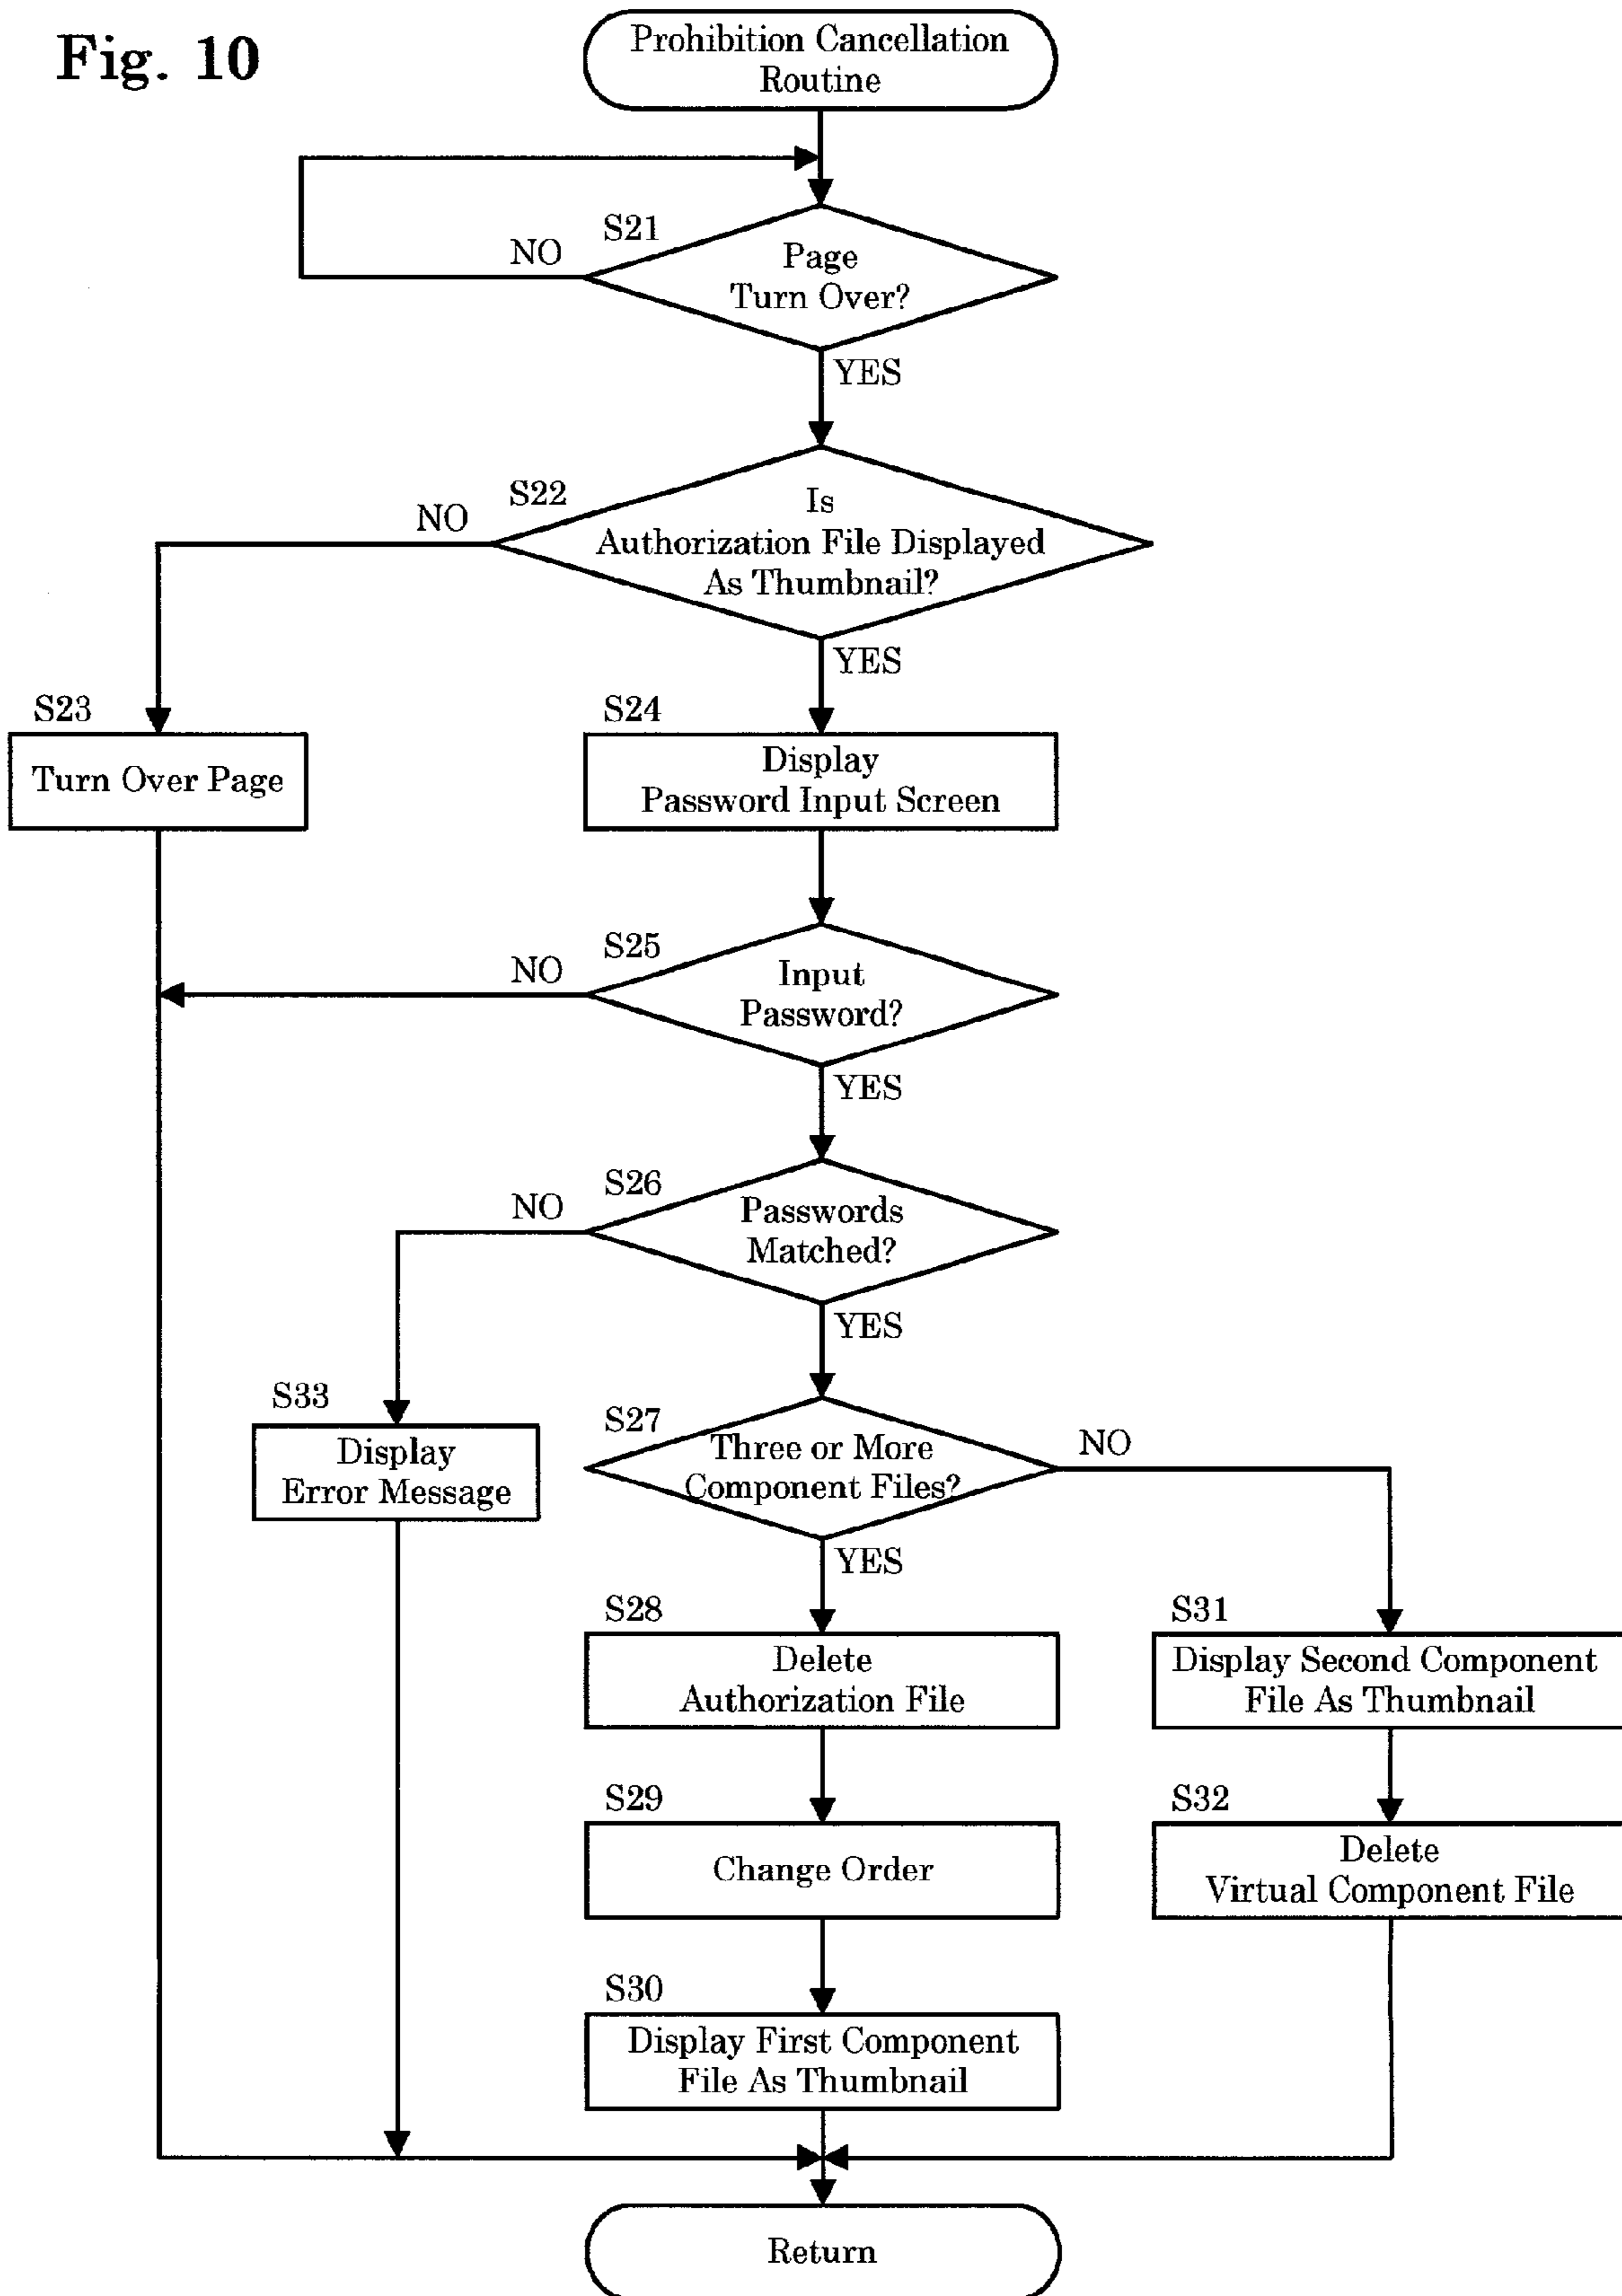 Fig. 10
Prohibition Cancellation
Routine
S21
NO
Page
Turn Over?
YES
S22
NO
Is
Authorization File Displayed
As Thumbnail?
YES
S23
Turn Over Page
S24
Display
Password Input Screen
S25
NO
Input
Password?
YES
S26
NO
Passwords
Matched?
YES
S33
Display
Error Message
S27
Three or More
Component Files?
NO
YES
S28
Delete
Authorization File
S31
Display Second Component
File As Thumbnail
S29
Change Order
S32
Delete
Virtual Component File
S30
Display First Component
File As Thumbnail
Return